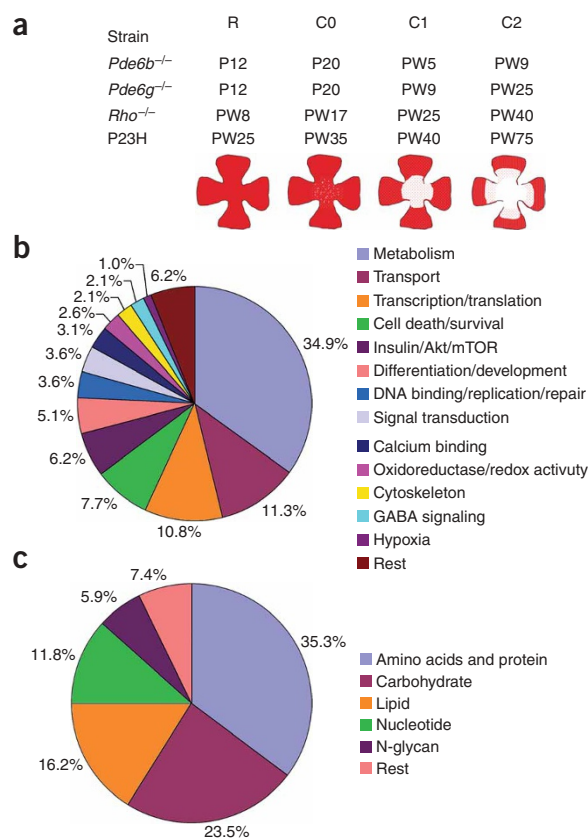 a
Strain R C0 C1 C2
Pde6b–/– P12 P20 PW5 PW9
Pde6g–/– P12 P20 PW9 PW25
Rho–/– PW8 PW17 PW25 PW40
P23H PW25 PW35 PW40 PW75
b
34.9%
11.3%
10.8%
7.7%
6.2%
5.1%
3.6%
3.6%
3.1%
2.6%
2.1%
2.1%
1.0%
6.2%
Metabolism
Transport
Transcription/translation
Cell death/survival
Insulin/Akt/mTOR
Differentiation/development
DNA binding/replication/repair
Signal transduction
Calcium binding
Oxidoreductase/redox activuty
Cytoskeleton
GABA signaling
Hypoxia
Rest
c
35.3%
23.5%
16.2%
11.8%
5.9%
7.4%
Amino acids and protein
Carbohydrate
Lipid
Nucleotide
N-glycan
Rest